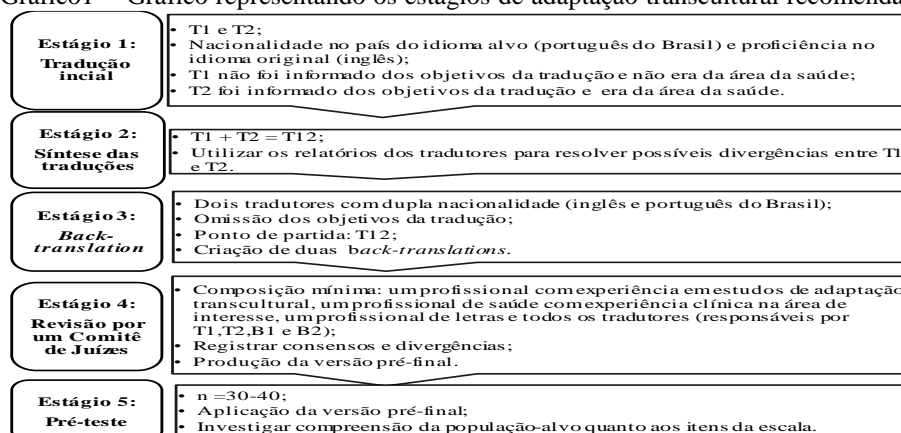 Gráfico1 – Gráfico representando os estágios de adaptação transcultural recomenda
Estágio 1:
Tradução
incial
• T1 e T2;
• Nacionalidade no país do idioma alvo (português do Brasil) e proficiência no
idioma original (inglês);
• T1 não foi informado dos objetivos da tradução e não era da área da saúde;
• T2 foi informado dos objetivos da tradução e era da área da saúde.
Estágio 2:
Síntese das
traduções
• T1 + T2 = T12;
• Utilizar os relatórios dos tradutores para resolver possíveis divergências entre T1
e T2.
Estágio 3:
Back-
translation
• Dois tradutores com dupla nacionalidade (inglês e português do Brasil);
• Omissão dos objetivos da tradução;
• Ponto de partida: T12;
• Criação de duas back-translations.
Estágio 4:
Revisão por
um Comitê
de Juízes
• Composição mínima: um profissional com experiência em estudos de adaptação
transcultural, um profissional de saúde com experiência clínica na área de
interesse, um profissional de letras e todos os tradutores (responsáveis por
T1,T2,B1 e B2);
• Registrar consensos e divergências;
• Produção da versão pré-final.
Estágio 5:
Pré-teste
• n =30-40;
• Aplicação da versão pré-final;
• Investigar compreensão da população-alvo quanto aos itens da escala.